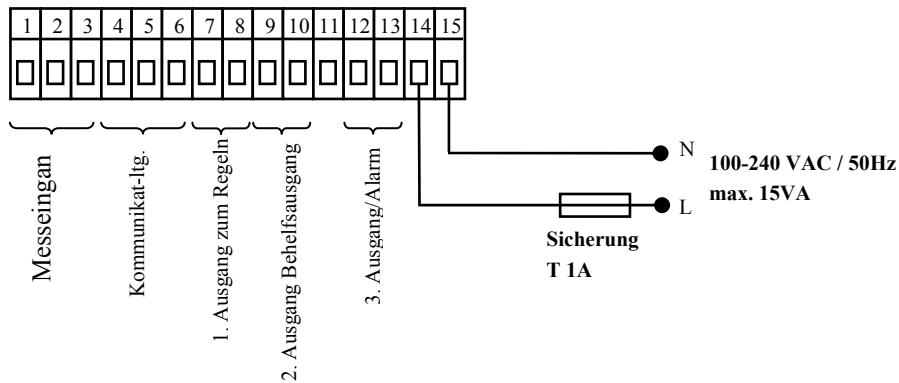 1 2 3 4 5 6 7 8 9 10 11 12 13 14 15
Messeingan
Kommunikat-ltg.
1. Ausgang zum Regeln
2. Ausgang Behelfsausgang
3. Ausgang/Alarm
N
100-240 VAC / 50Hz
max. 15VA
L
Sicherung
T 1A